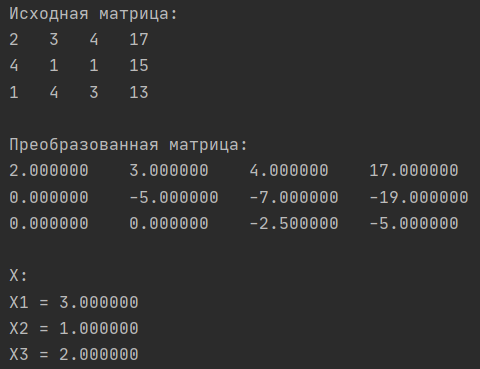 Исходная матрица:
2 3 4 17
4 1 1 15
1 4 3 13
Преобразованная матрица:
2.000000 3.000000 4.000000 17.000000
0.000000 -5.000000 -7.000000 -19.000000
0.000000 0.000000 -2.500000 -5.000000
X:
X1 = 3.000000
X2 = 1.000000
X3 = 2.000000